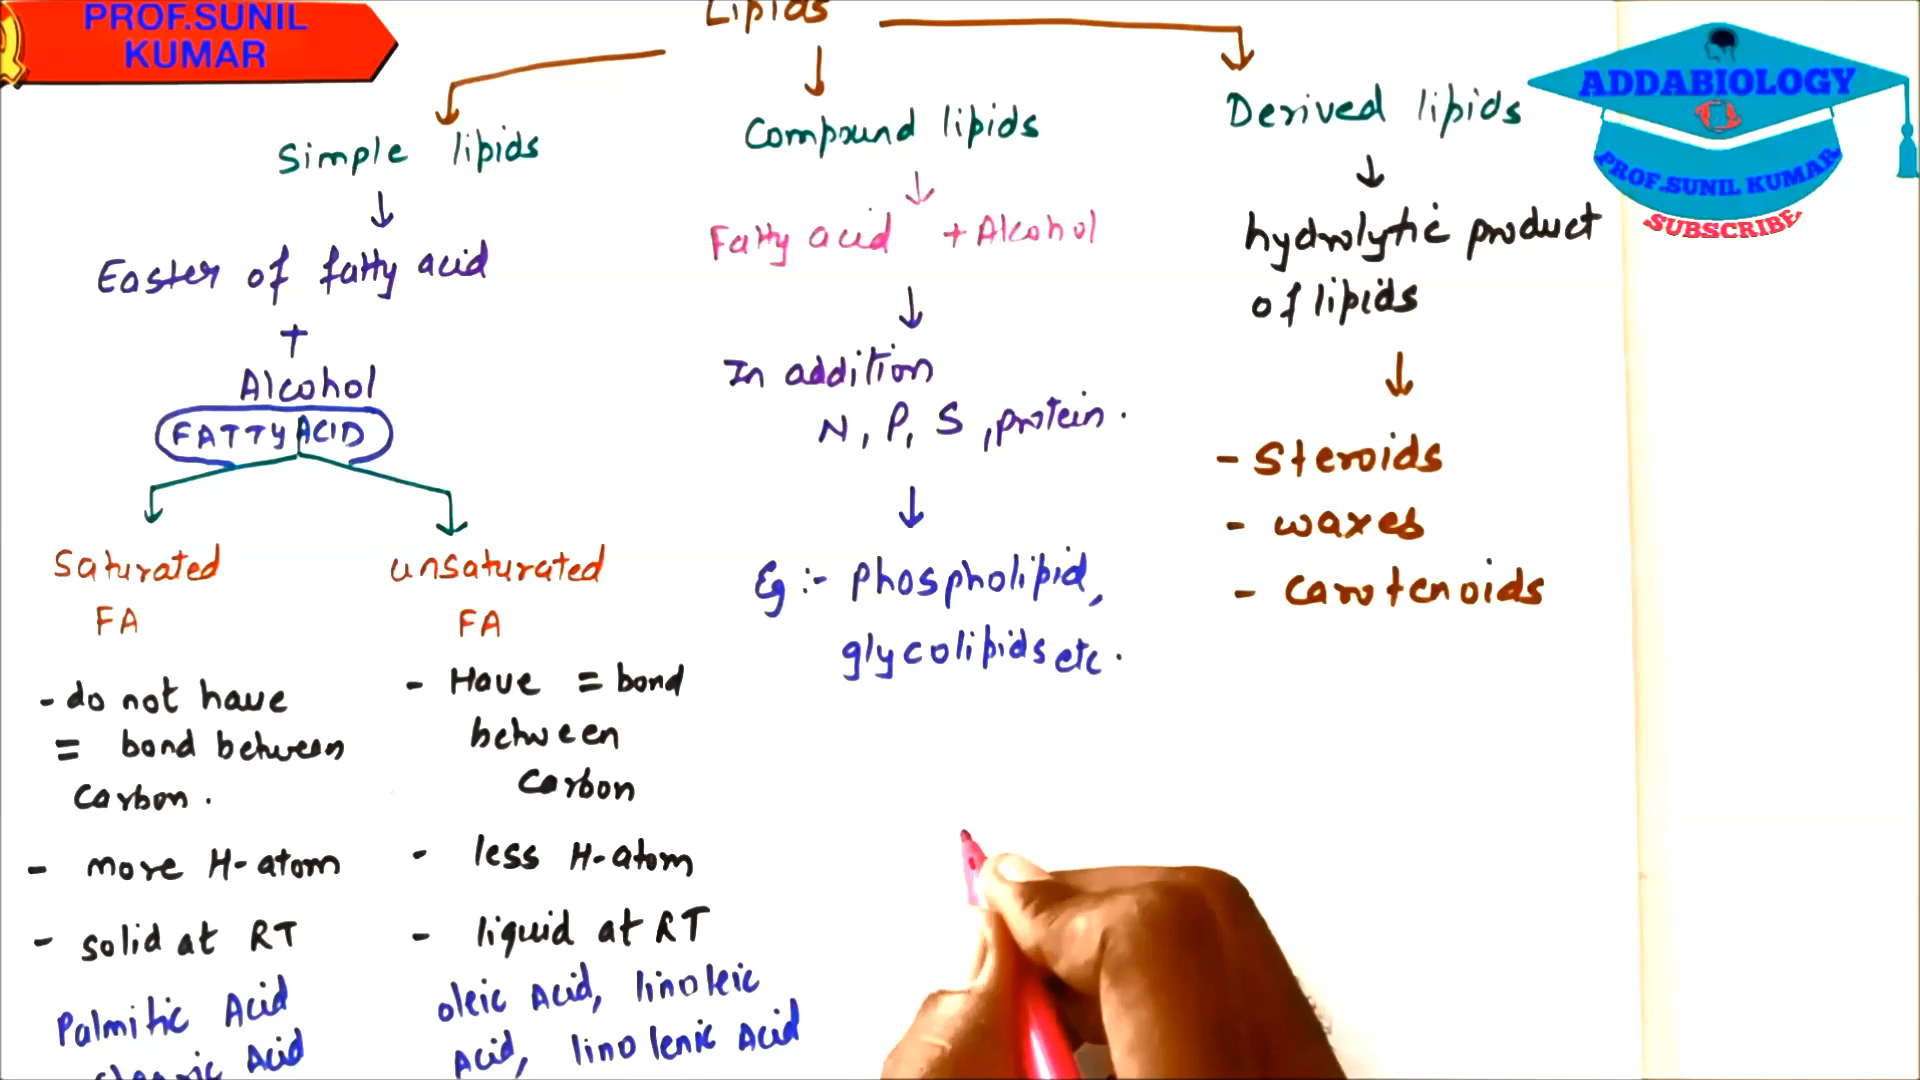 PROF.SUNIL
KUMAR
Lipids
Simple lipids
Easter of fatty acid
+
Alcohol
FATTY ACID
Saturated
FA
- do not have
= bond between
carbon.
- more H-atom
- solid at RT
Palmitic Acid
Acid
unsaturated
FA
- Have = bond
between
carbon
- less H-atom
- liquid at RT
oleic Acid, linoleic
Acid, linolenic Acid
Compound lipids
Fatty acid + Alcohol
In addition
N, P, S, protein.
Eg :- phospholipid,
glycolipids etc.
Derived lipids
hydrolytic product
of lipids
- Steroids
- waxes
- carotenoids
ADDABIOLOGY
PROF.SUNIL KUMAR
SUBSCRIBE